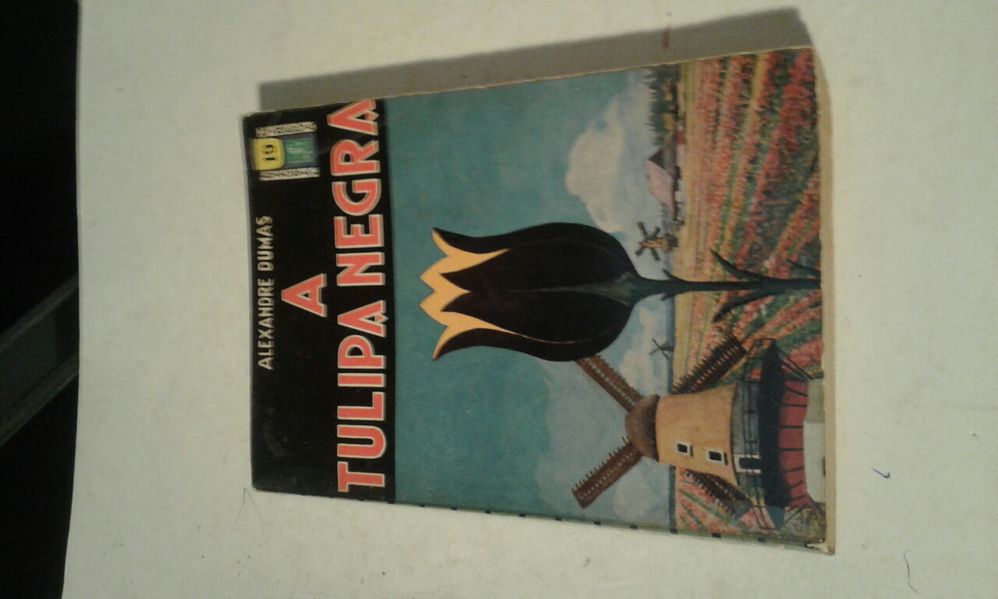 ALEXANDRE DUMAS
19
A
TULIPA NEGRA